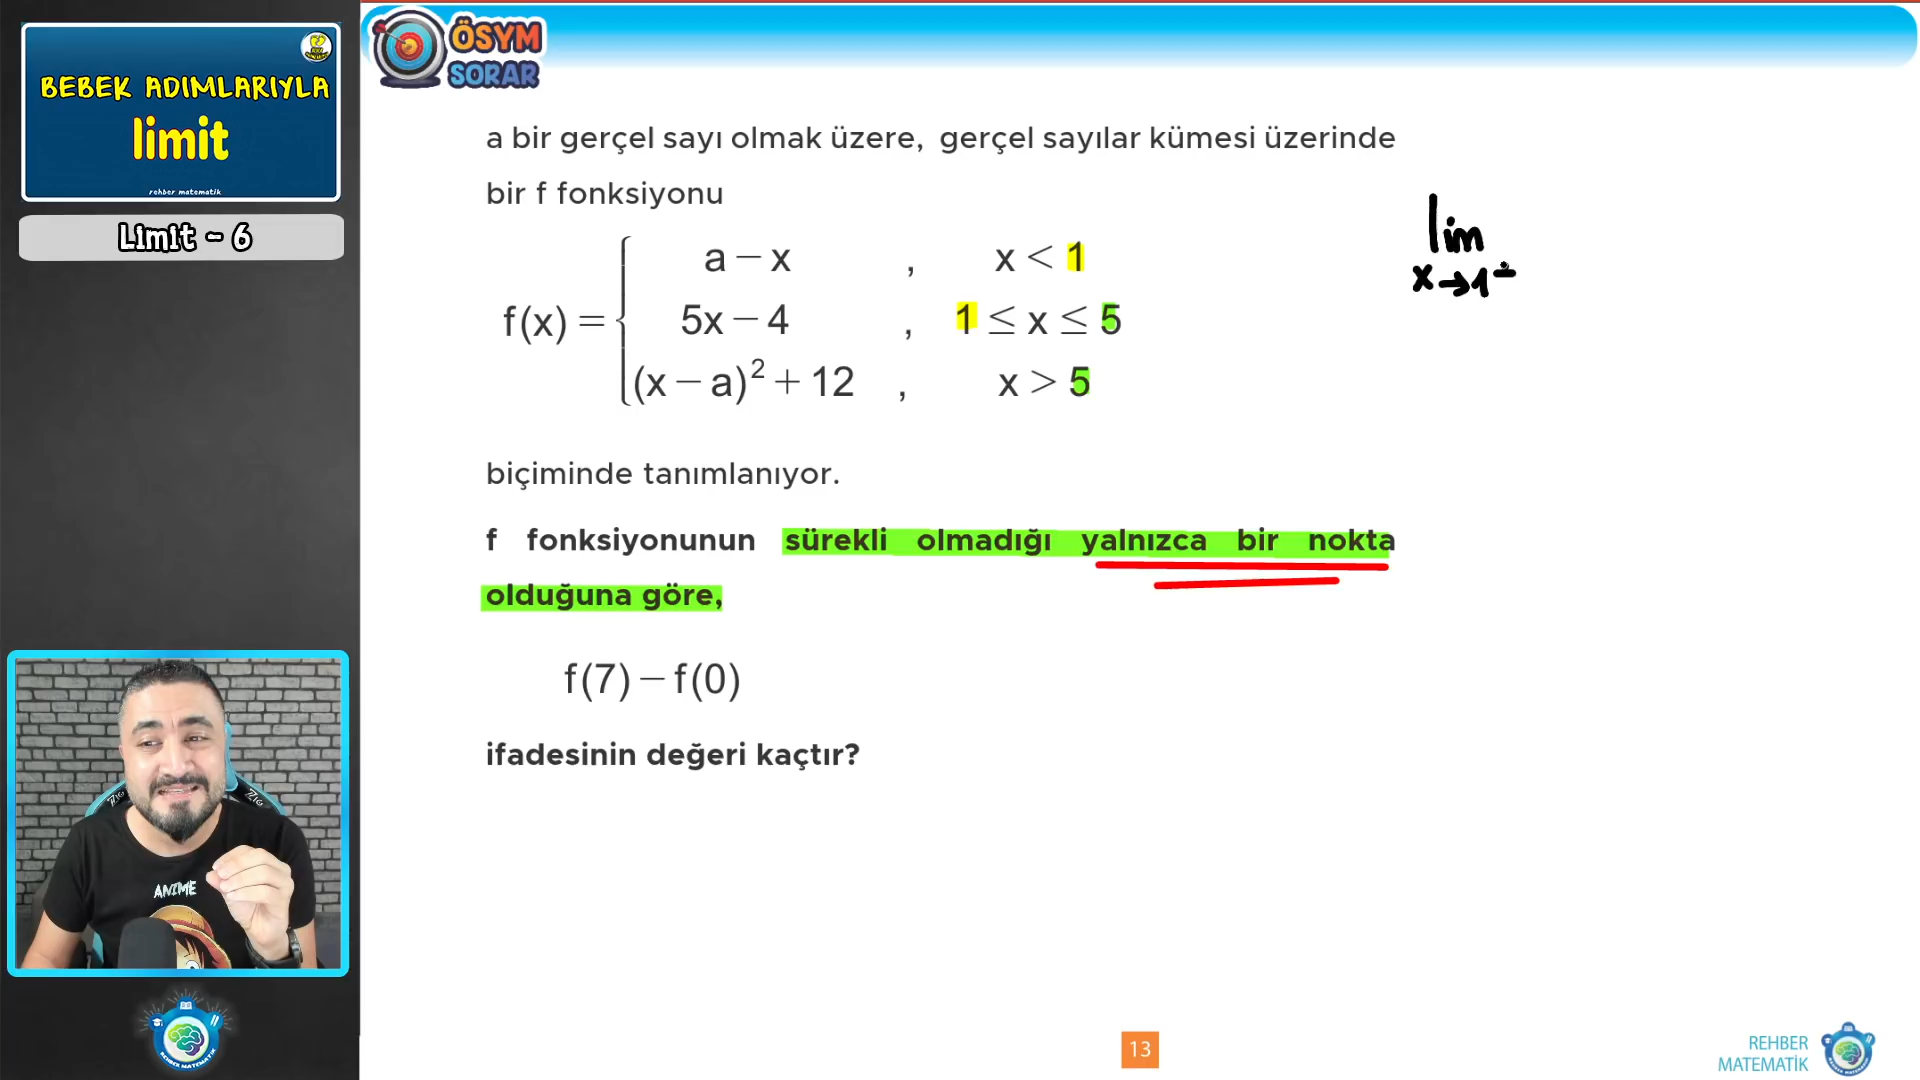 BEBEK ADIMLARIYLA
limit
rehber matematik
Limit - 6
ÖSYM
SORAR
a bir gerçel sayı olmak üzere, gerçel sayılar kümesi üzerinde
bir f fonksiyonu
f(x) = { a − x , x < 1
5x − 4 , 1 ≤ x ≤ 5
(x − a)² + 12 , x > 5
lim
x→1⁻
biçiminde tanımlanıyor.
f fonksiyonunun sürekli olmadığı yalnızca bir nokta
olduğuna göre,
f(7) − f(0)
ifadesinin değeri kaçtır?
ANIME
REHBER MATEMATİK
13
REHBER
MATEMATİK